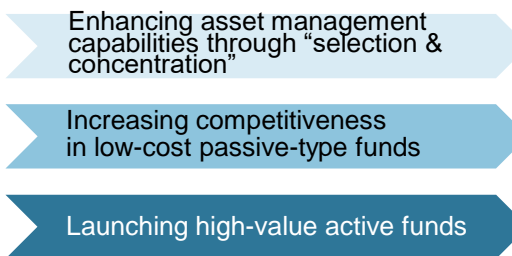 Enhancing asset management
capabilities through “selection &
concentration”
Increasing competitiveness
in low-cost passive-type funds
Launching high-value active funds